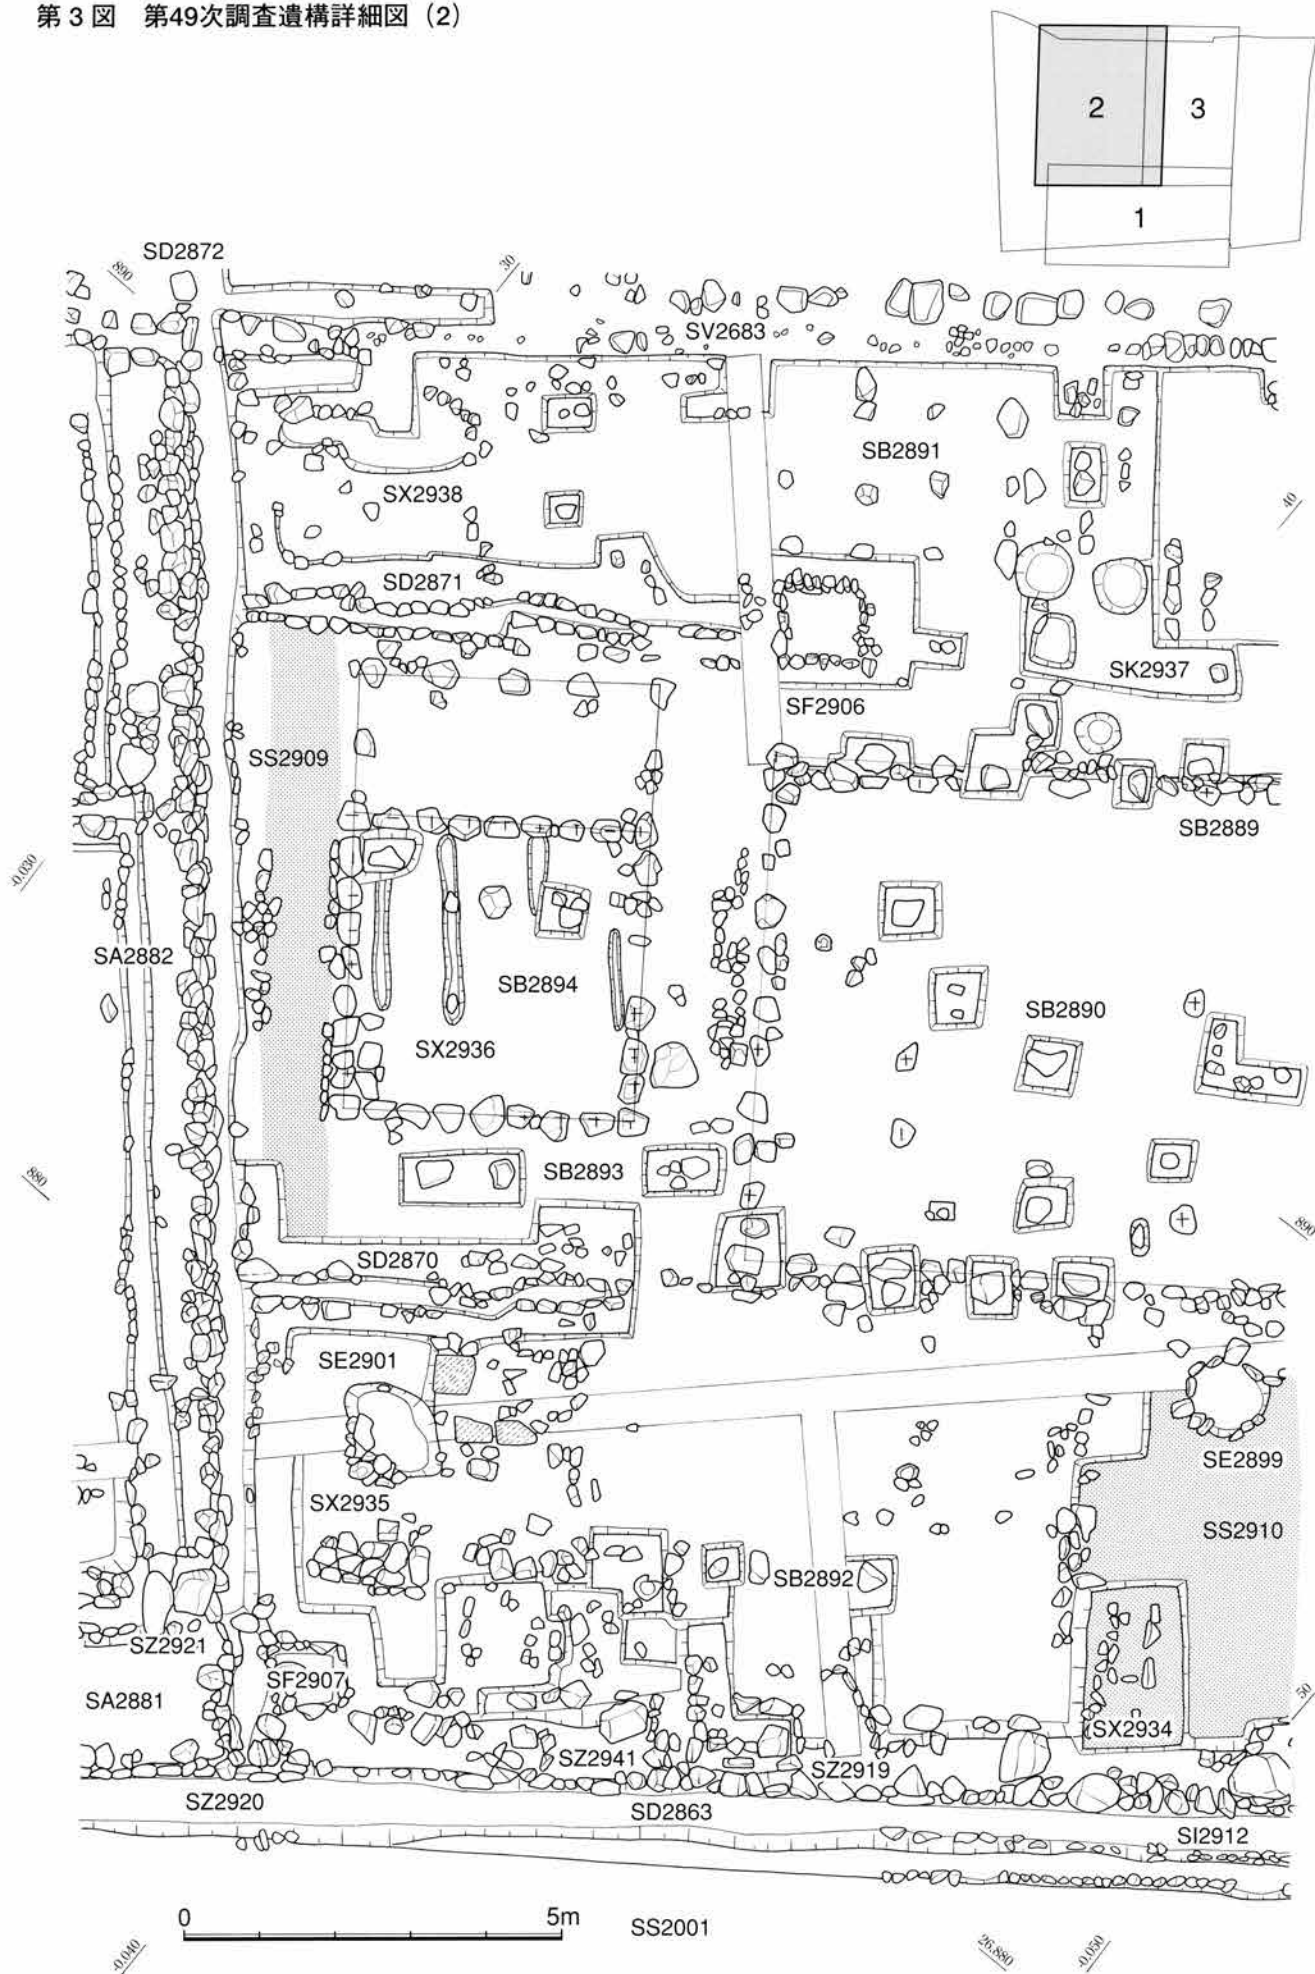 第3図 第49次調査遺構詳細図（2）
2
3
1
SD2872
890
30
SV2683
SB2891
SX2938
40
SD2871
SK2937
SF2906
SS2909
SB2889
-0.030
SA2882
SB2894
SB2890
SX2936
880
SB2893
890
SD2870
SE2901
SE2899
SX2935
SS2910
SB2892
SZ2921
SF2907
SA2881
50
SX2934
SZ2941
SZ2919
SZ2920
SD2863
SI2912
0 5m
SS2001
-0.040
26.880
-0.050